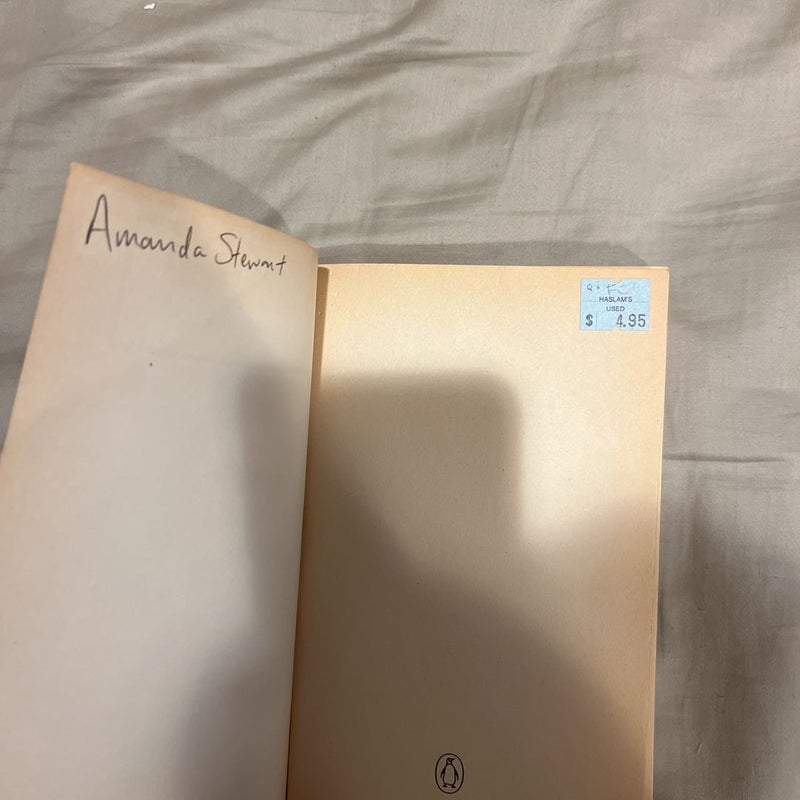 Amanda Stewart
HASLAM'S
USED
$ 4.95